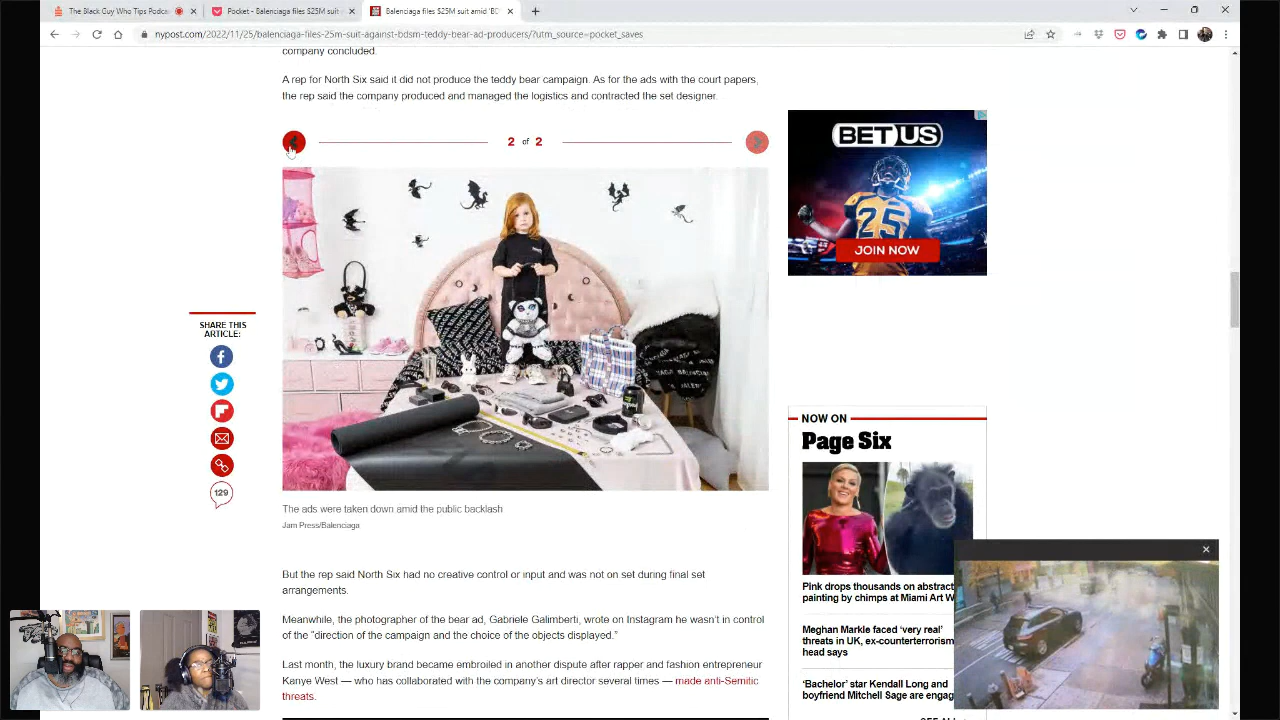 The Black Guy Who Tips Podca
Pocket - Balenciaga files $25M suit
Balenciaga files $25M suit amid 'BD
nypost.com/2022/11/25/balenciaga-files-25m-suit-against-bdsm-teddy-bear-ad-producers/?utm_source=pocket_saves
company concluded.
A rep for North Six said it did not produce the teddy bear campaign. As for the ads with the court papers,
the rep said the company produced and managed the logistics and contracted the set designer.
2 of 2
BETUS
25
JOIN NOW
SHARE THIS
ARTICLE:
129
The ads were taken down amid the public backlash
Jam Press/Balenciaga
But the rep said North Six had no creative control or input and was not on set during final set
arrangements.
Meanwhile, the photographer of the bear ad, Gabriele Galimberti, wrote on Instagram he wasn't in control
of the "direction of the campaign and the choice of the objects displayed."
Last month, the luxury brand became embroiled in another dispute after rapper and fashion entrepreneur
Kanye West — who has collaborated with the company's art director several times — made anti-Semitic
threats.
NOW ON
Page Six
Pink drops thousands on abstract
painting by chimps at Miami Art W
Meghan Markle faced 'very real'
threats in UK, ex-counterterrorism
head says
'Bachelor' star Kendall Long and
boyfriend Mitchell Sage are engag